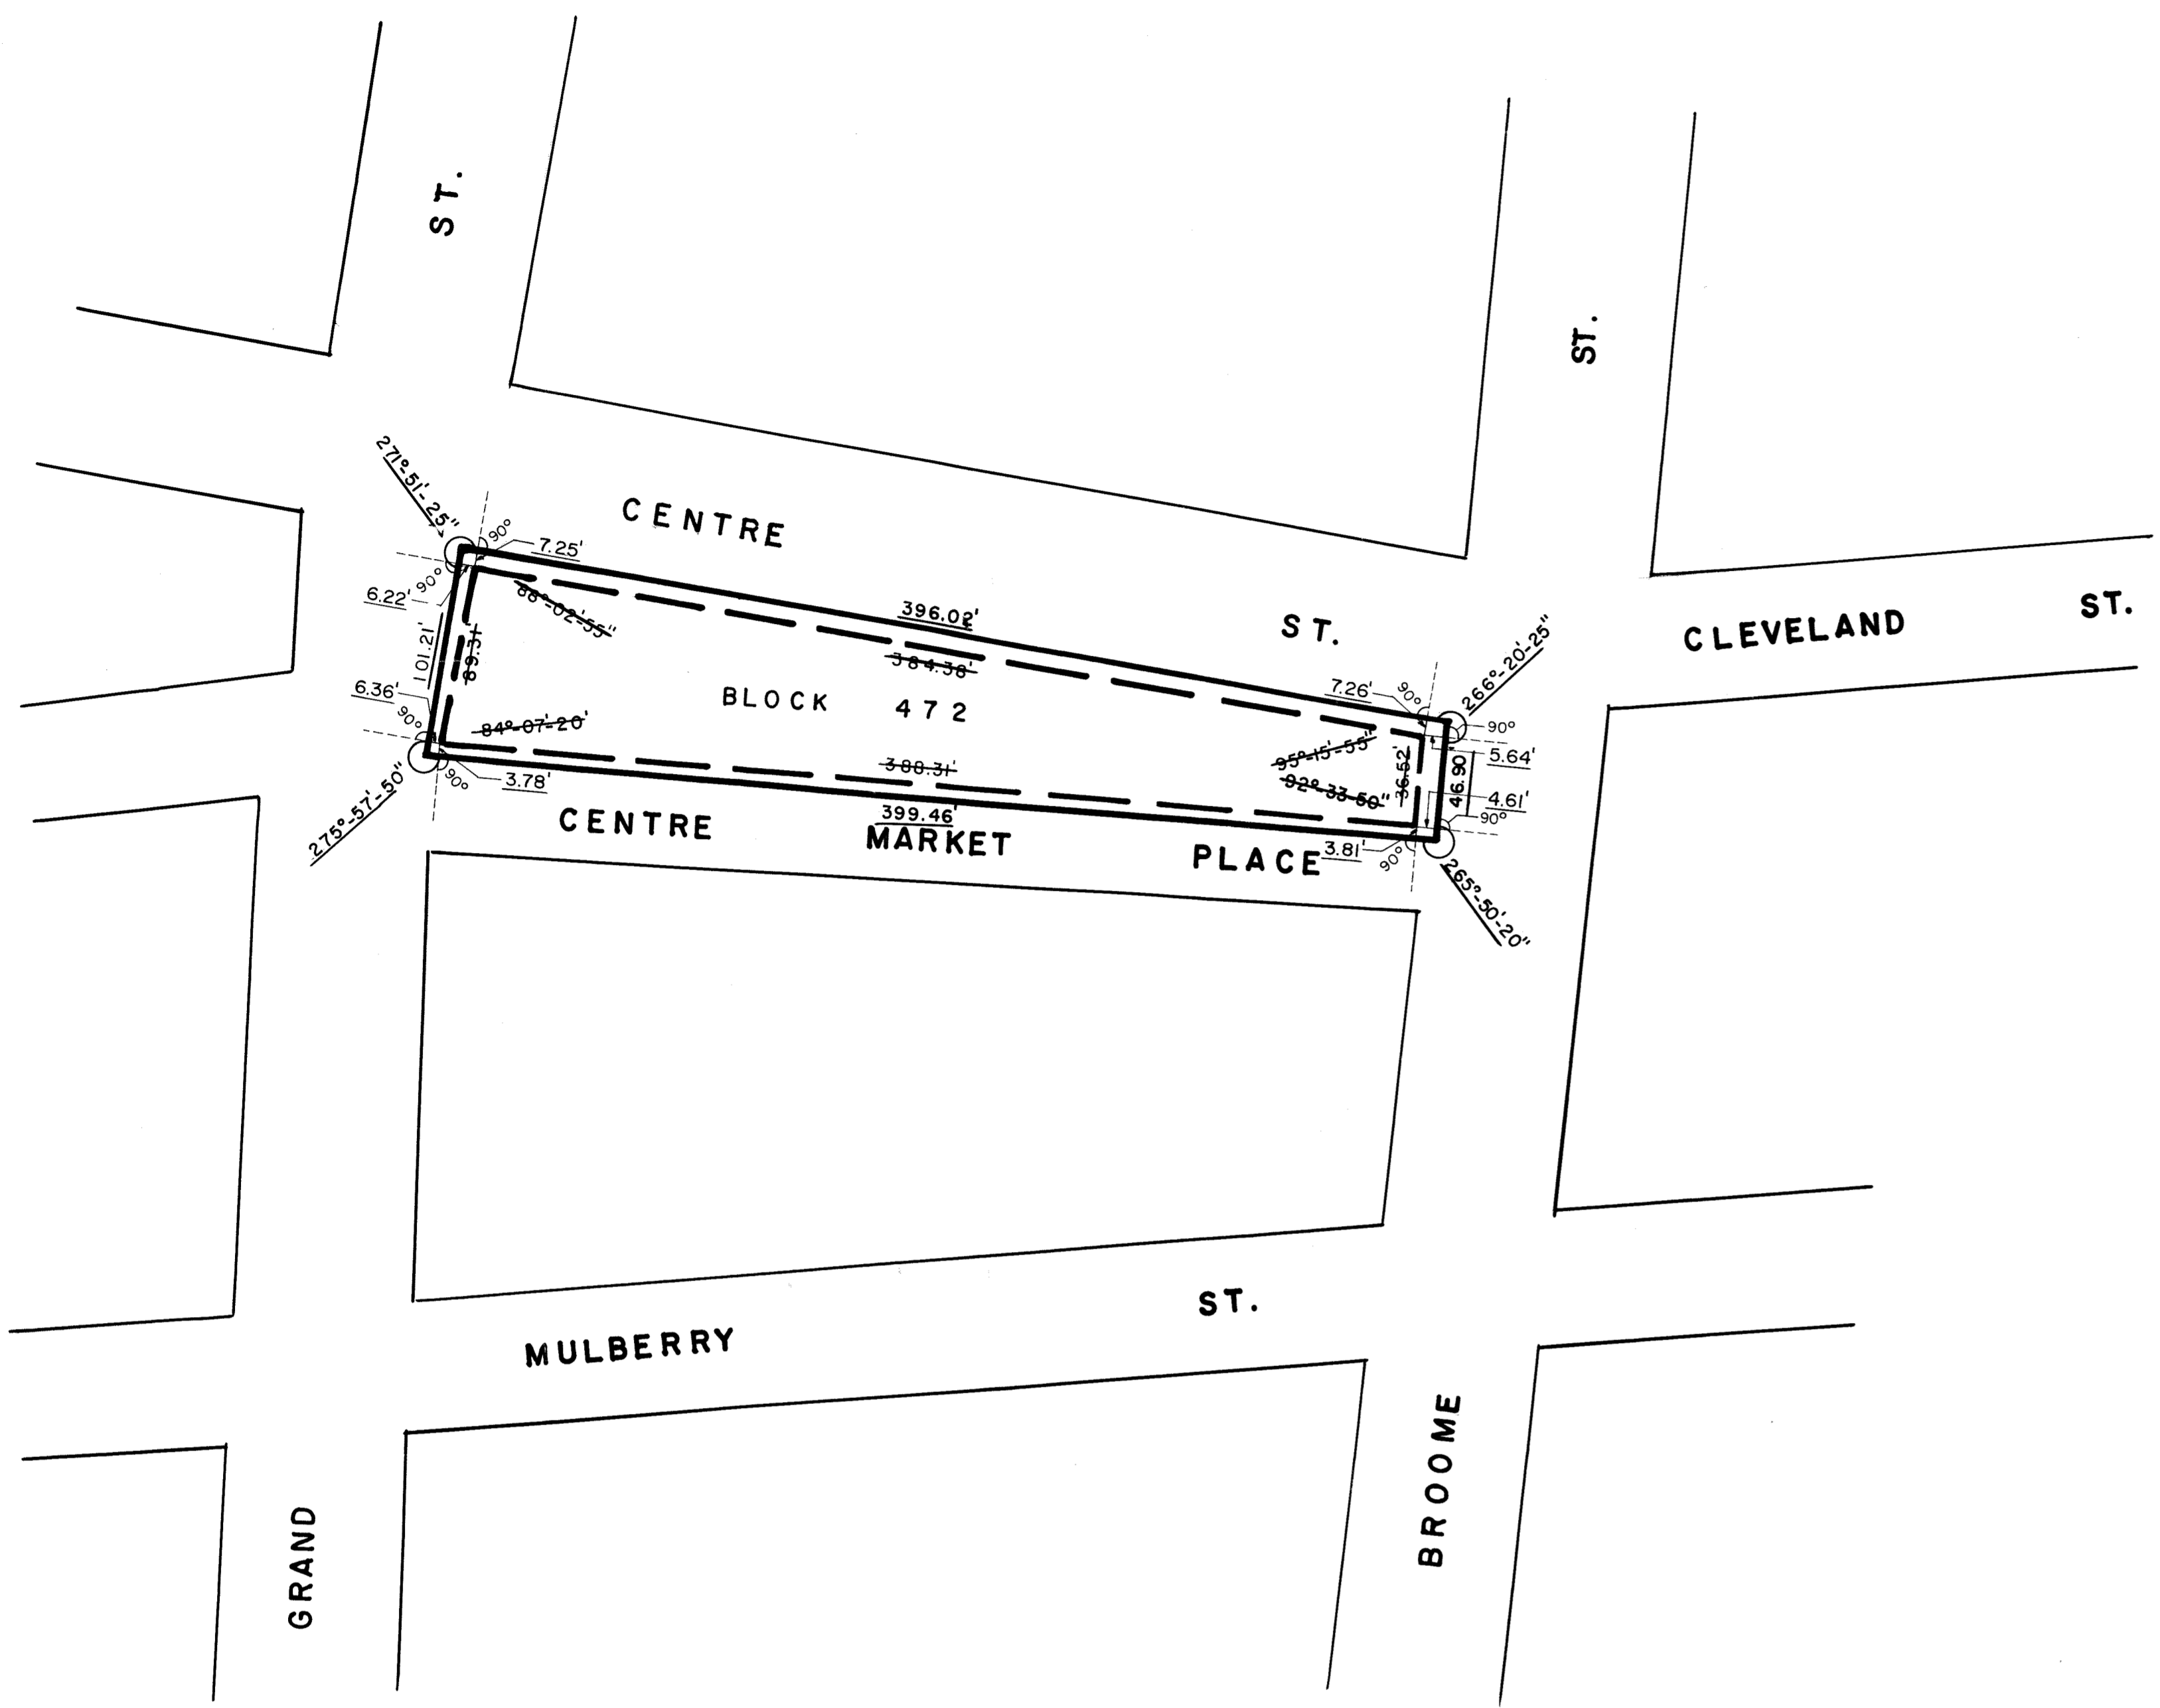 ST.
ST.
271°-51'-25"
CENTRE
90°
7.25'
90°
6.22'
396.02'
88°-02'-55"
ST.
CLEVELAND
ST.
266°-20'-25"
101.21'
89.31'
384.38'
BLOCK 472
7.26'
90°
90°
6.36'
90°
84°-07'-20'
95°-15'-55"
36.52'
46.90'
5.64'
388.31'
92°-33-50"
4.61'
90°
275°-57'-50"
90°
3.78'
399.46'
CENTRE MARKET PLACE
3.81'
90°
265°-50'-20"
MULBERRY ST.
GRAND
BROOME